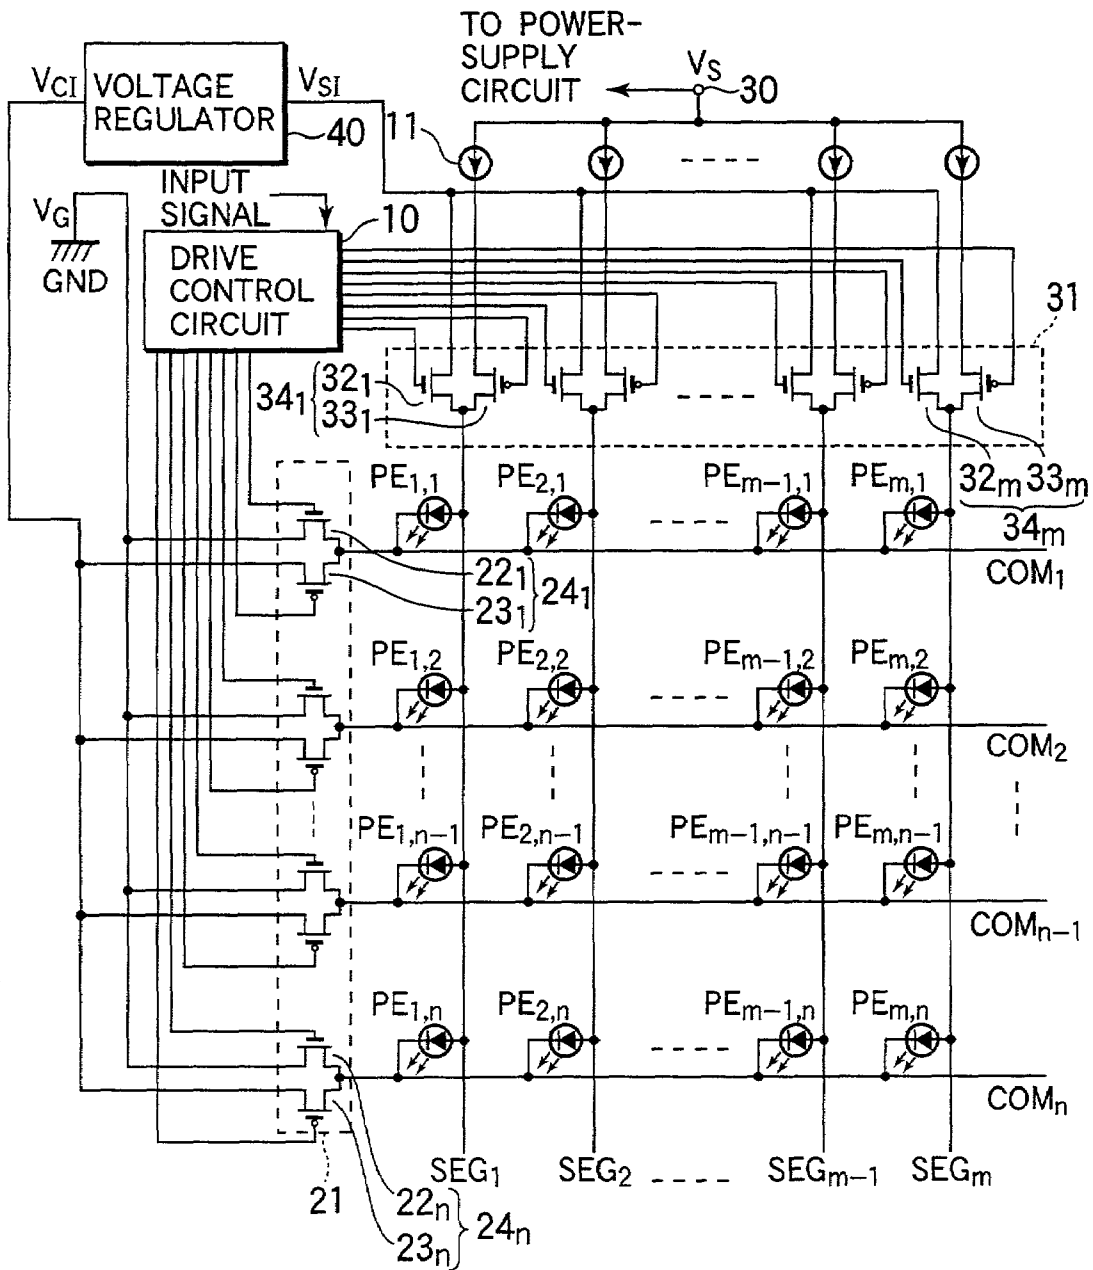 TO POWER-
SUPPLY
CIRCUIT
VS
30
VCI
VOLTAGE
REGULATOR
VSI
40
11
INPUT
SIGNAL
VG
GND
10
DRIVE
CONTROL
CIRCUIT
31
34₁ { 32₁
33₁
32m 33m
34m
PE1,1 PE2,1 PEm−1,1 PEm,1
COM1
22₁
23₁ } 24₁
PE1,2 PE2,2 PEm−1,2 PEm,2
COM2
PE1,n−1 PE2,n−1 PEm−1,n−1 PEm,n−1
COMn−1
PE1,n PE2,n PEm−1,n PEm,n
COMn
21
SEG1 SEG2 SEGm−1 SEGm
22n
23n } 24n